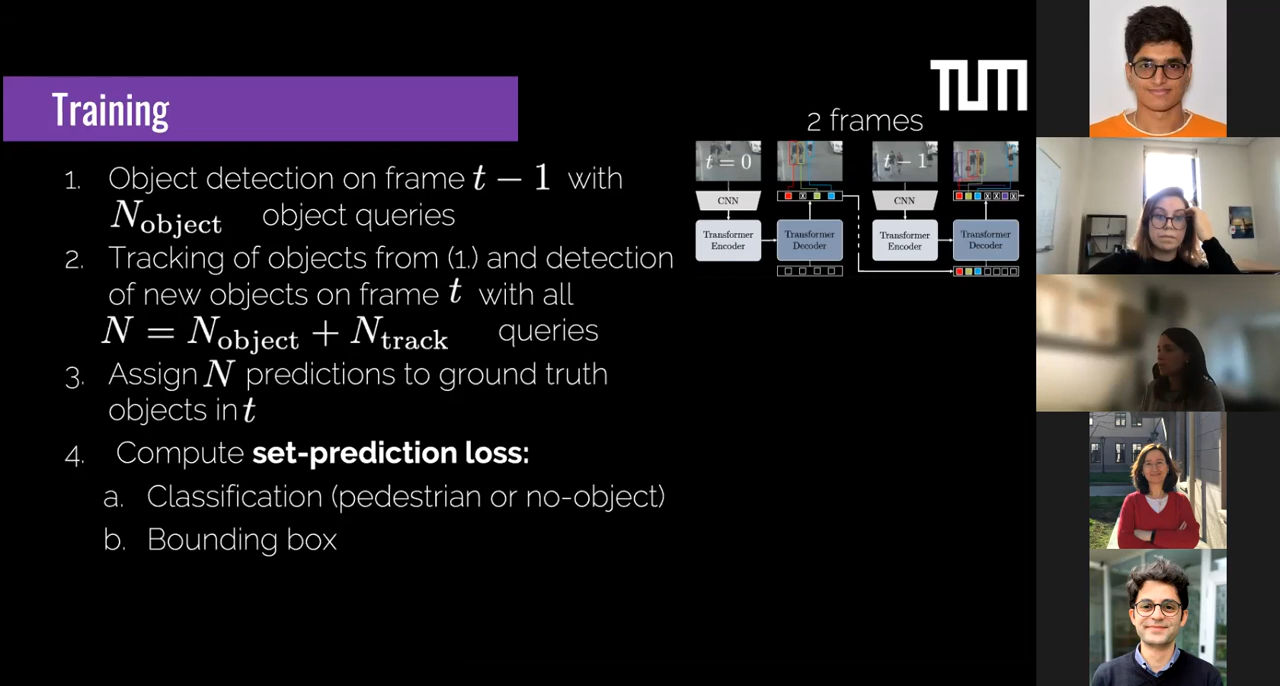 TUM
Training
2 frames
1. Object detection on frame t − 1 with
N_object object queries
2. Tracking of objects from (1.) and detection
of new objects on frame t with all
N = N_object + N_track queries
3. Assign N predictions to ground truth
objects in t
4. Compute set-prediction loss:
a. Classification (pedestrian or no-object)
b. Bounding box
t = 0
t − 1
CNN
CNN
Transformer
Encoder
Transformer
Decoder
Transformer
Encoder
Transformer
Decoder